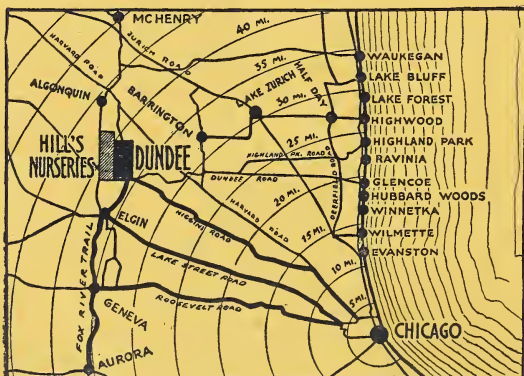 MCHENRY
40 MI.
HARVARD ROAD
ZURICH ROAD
35 MI.
WAUKEGAN
LAKE BLUFF
ALGONQUIN
BARRINGTON
LAKE ZURICH
HALF DAY
30 MI.
LAKE FOREST
HIGHWOOD
HILL'S
NURSERIES
DUNDEE
25 MI.
HIGHLAND PK. ROAD
HIGHLAND PARK
RAVINIA
DUNDEE ROAD
DEERFIELD ROAD
GLENCOE
HUBBARD WOODS
WINNETKA
20 MI.
ELGIN
HIGGINS ROAD
HARVARD ROAD
15 MI.
WILMETTE
EVANSTON
LAKE STREET ROAD
10 MI.
FOX RIVER TRAIL
ROOSEVELT ROAD
5 MI.
GENEVA
CHICAGO
AURORA